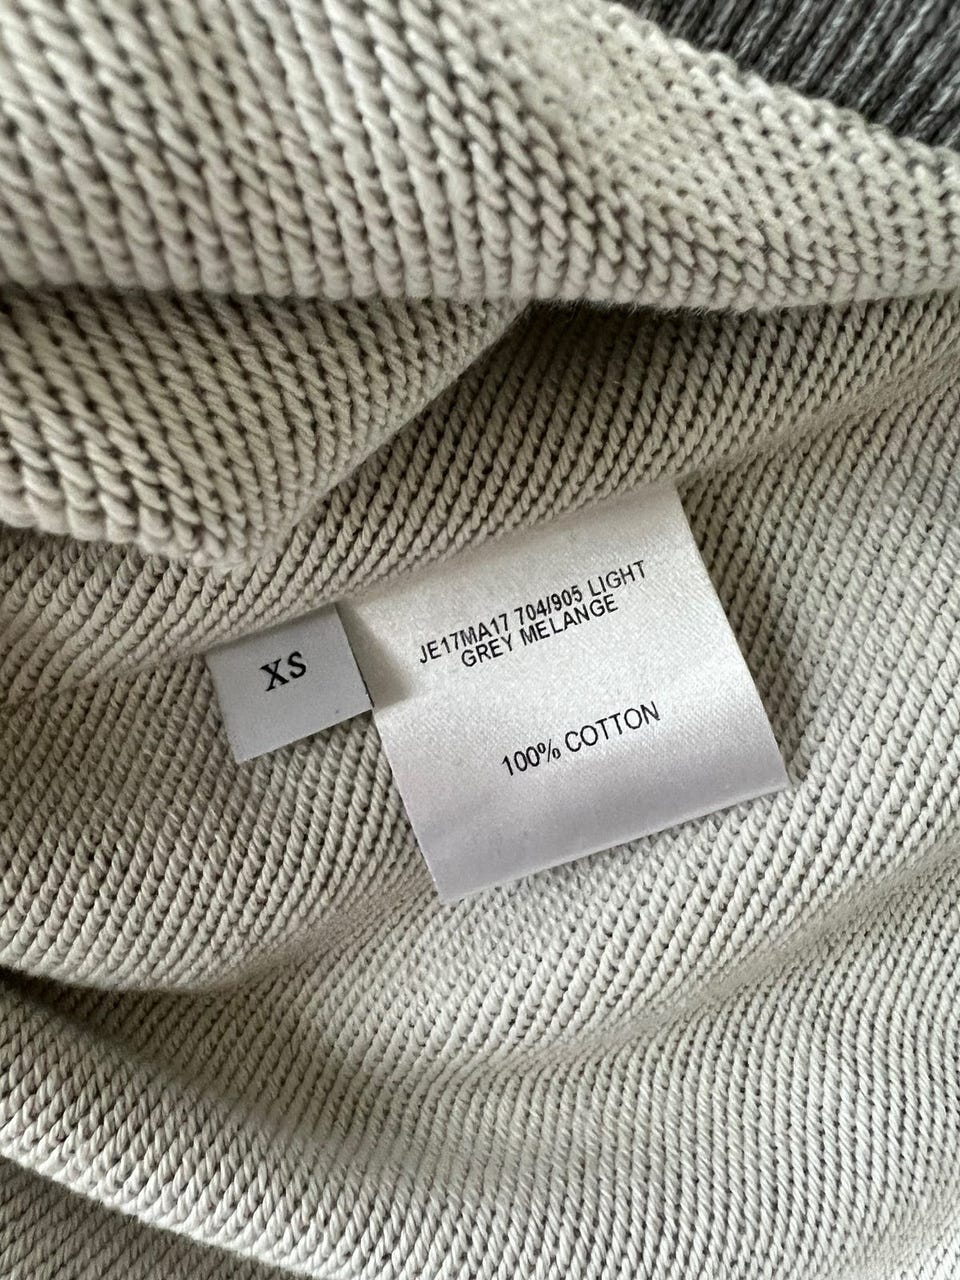 XS
JE17MA17 704/905 LIGHT
GREY MELANGE
100% COTTON